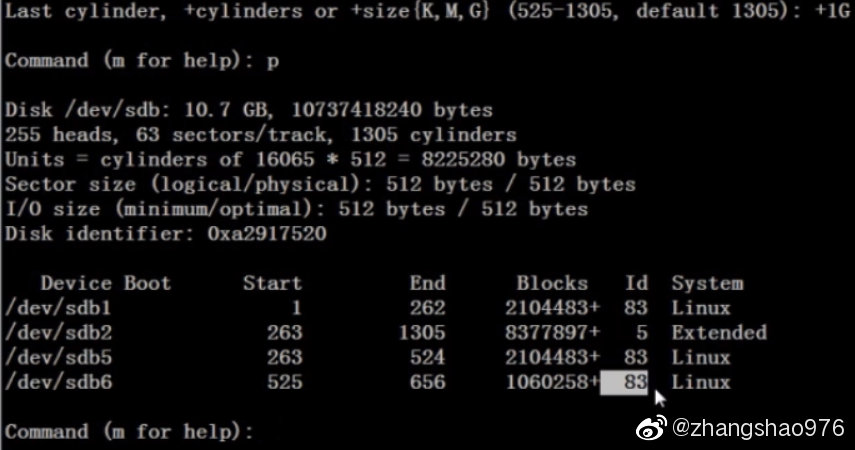 Last cylinder, +cylinders or +size{K,M,G} (525-1305, default 1305): +1G
Command (m for help): p
Disk /dev/sdb: 10.7 GB, 10737418240 bytes
255 heads, 63 sectors/track, 1305 cylinders
Units = cylinders of 16065 * 512 = 8225280 bytes
Sector size (logical/physical): 512 bytes / 512 bytes
I/O size (minimum/optimal): 512 bytes / 512 bytes
Disk identifier: 0xa2917520
Device Boot Start End Blocks Id System
/dev/sdb1 1 262 2104483+ 83 Linux
/dev/sdb2 263 1305 8377897+ 5 Extended
/dev/sdb5 263 524 2104483+ 83 Linux
/dev/sdb6 525 656 1060258+ 83 Linux
Command (m for help):
@zhangshao976